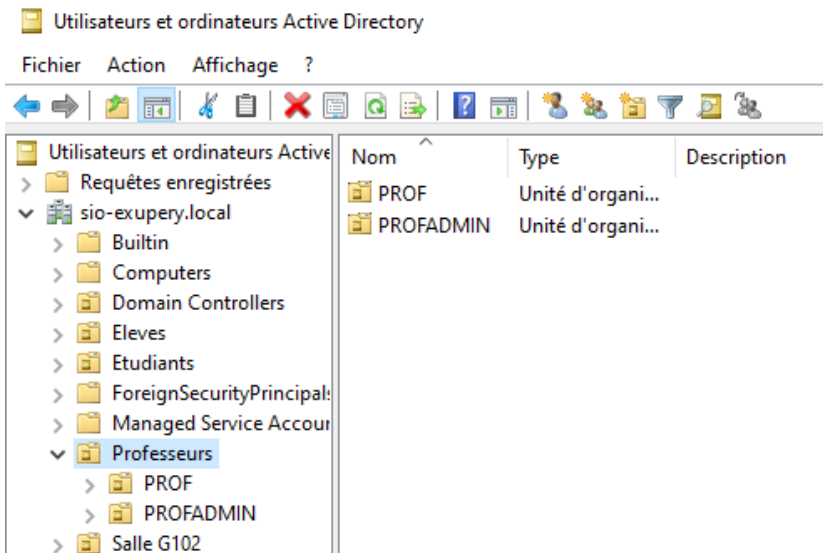 Utilisateurs et ordinateurs Active Directory
Fichier Action Affichage ?
Utilisateurs et ordinateurs Active
Requêtes enregistrées
sio-exupery.local
Builtin
Computers
Domain Controllers
Eleves
Etudiants
ForeignSecurityPrincipals
Managed Service Accoun
Professeurs
PROF
PROFADMIN
Salle G102
Nom Type Description
PROF Unité d'organi...
PROFADMIN Unité d'organi...